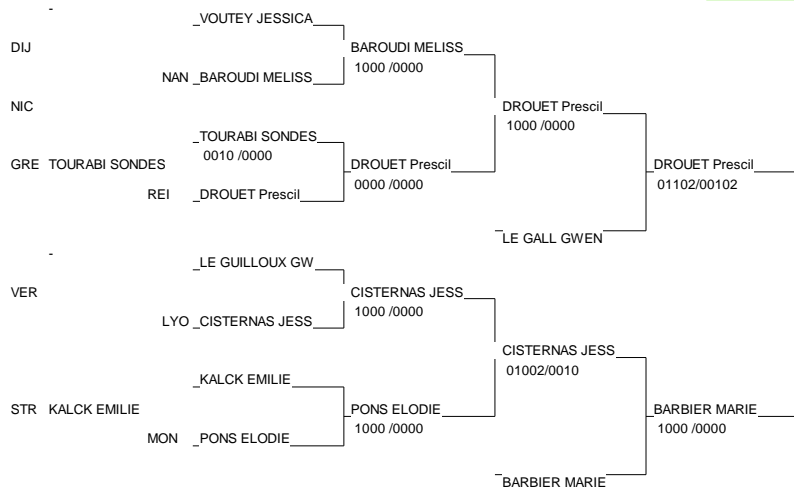 -
_VOUTEY JESSICA
DIJ BAROUDI MELISS
1000 /0000
NAN _BAROUDI MELISS
NIC DROUET Prescil
1000 /0000
_TOURABI SONDES
0010 /0000
GRE TOURABI SONDES DROUET Prescil DROUET Prescil
0000 /0000 01102/00102
REI _DROUET Prescil
LE GALL GWEN
-
_LE GUILLOUX GW
VER CISTERNAS JESS
1000 /0000
LYO _CISTERNAS JESS
CISTERNAS JESS
01002/0010
_KALCK EMILIE
STR KALCK EMILIE PONS ELODIE BARBIER MARIE
1000 /0000 1000 /0000
MON _PONS ELODIE
BARBIER MARIE